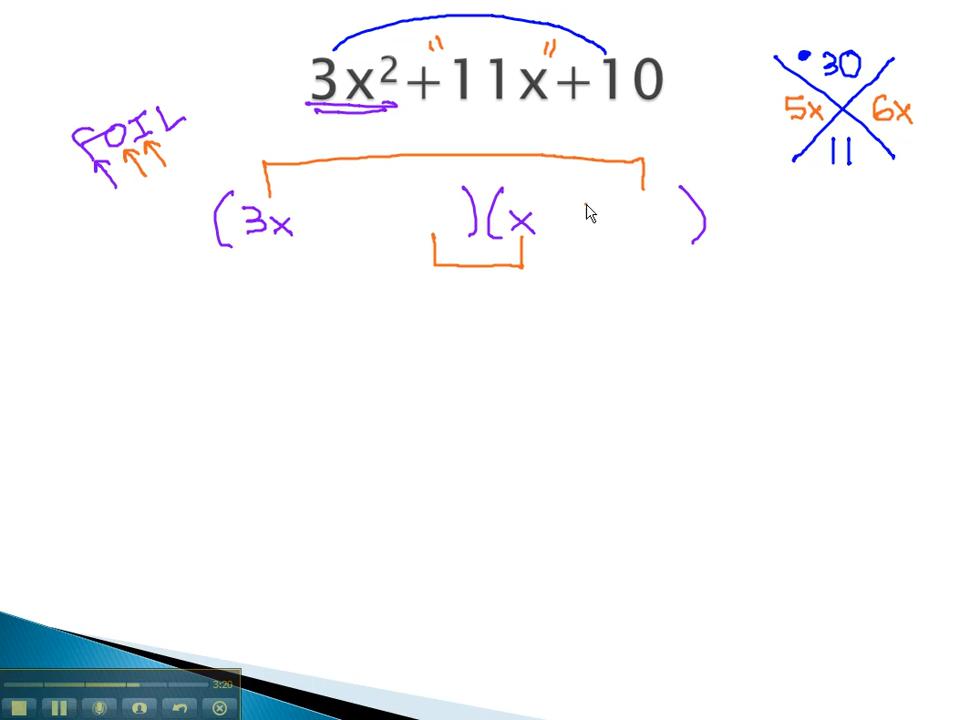 3x²+11x+10
" "
• 30
5x 6x
11
FOIL
(3x )(x )
3:20